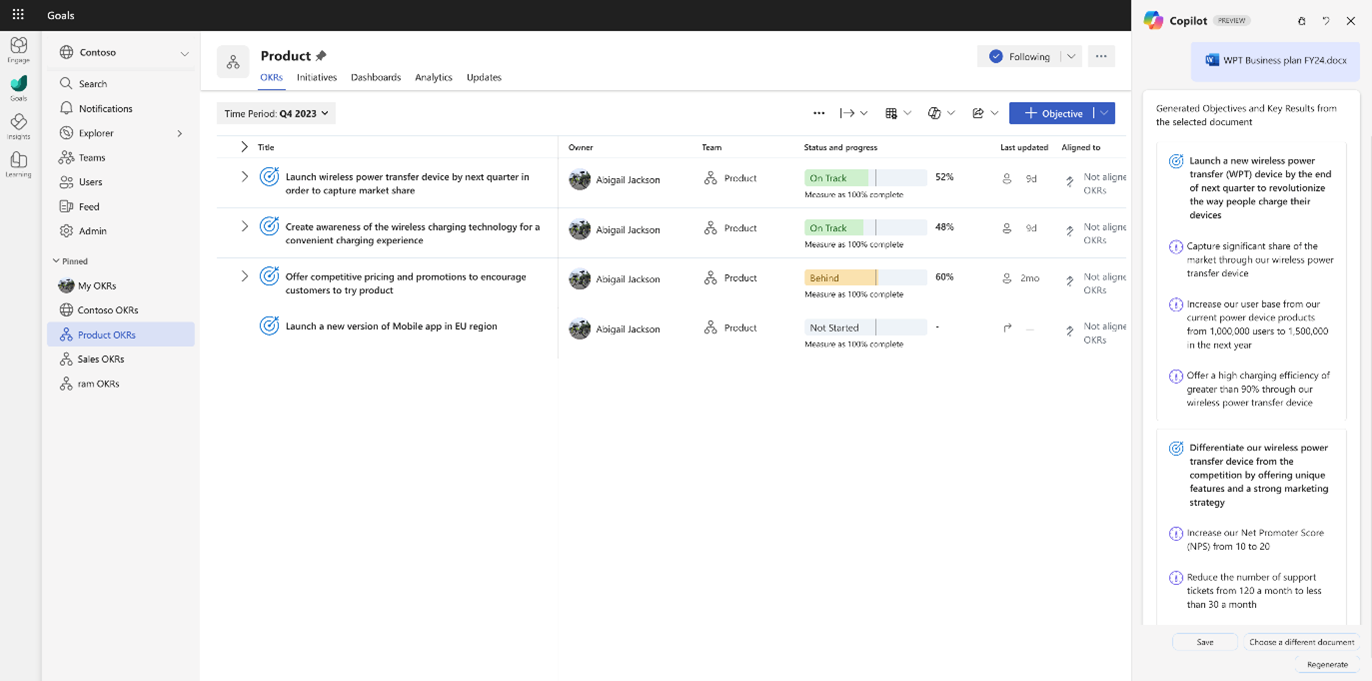 Goals
Engage
Goals
Insights
Learning
Contoso
Search
Notifications
Explorer
Teams
Users
Feed
Admin
Pinned
My OKRs
Contoso OKRs
Product OKRs
Sales OKRs
ram OKRs
Product
Following
OKRs Initiatives Dashboards Analytics Updates
Time Period: Q4 2023
Objective
Title Owner Team Status and progress Last updated Aligned to
Launch wireless power transfer device by next quarter in
order to capture market share
Abigail Jackson
Product
On Track
52%
Measure as 100% complete
9d
Not aligne
OKRs
Create awareness of the wireless charging technology for a
convenient charging experience
Abigail Jackson
Product
On Track
48%
Measure as 100% complete
9d
Not aligne
OKRs
Offer competitive pricing and promotions to encourage
customers to try product
Abigail Jackson
Product
Behind
60%
Measure as 100% complete
2mo
Not aligne
OKRs
Launch a new version of Mobile app in EU region
Abigail Jackson
Product
Not Started
-
Measure as 100% complete
Not aligne
OKRs
Copilot PREVIEW
WPT Business plan FY24.docx
Generated Objectives and Key Results from
the selected document
Launch a new wireless power
transfer (WPT) device by the end
of next quarter to revolutionize
the way people charge their
devices
Capture significant share of the
market through our wireless power
transfer device
Increase our user base from our
current power device products
from 1,000,000 users to 1,500,000
in the next year
Offer a high charging efficiency of
greater than 90% through our
wireless power transfer device
Differentiate our wireless power
transfer device from the
competition by offering unique
features and a strong marketing
strategy
Increase our Net Promoter Score
(NPS) from 10 to 20
Reduce the number of support
tickets from 120 a month to less
than 30 a month
Save
Choose a different document
Regenerate